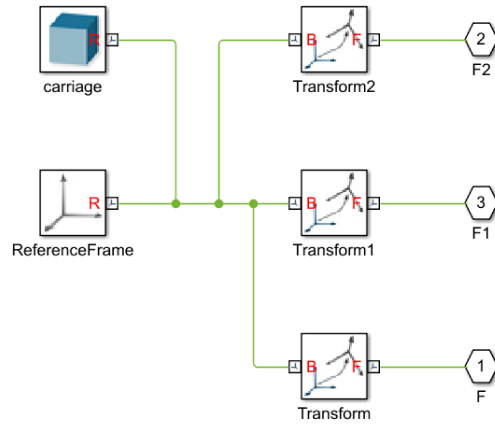 R
carriage
B F
Transform2
2
F2
R
ReferenceFrame
B F
Transform1
3
F1
B F
Transform
1
F